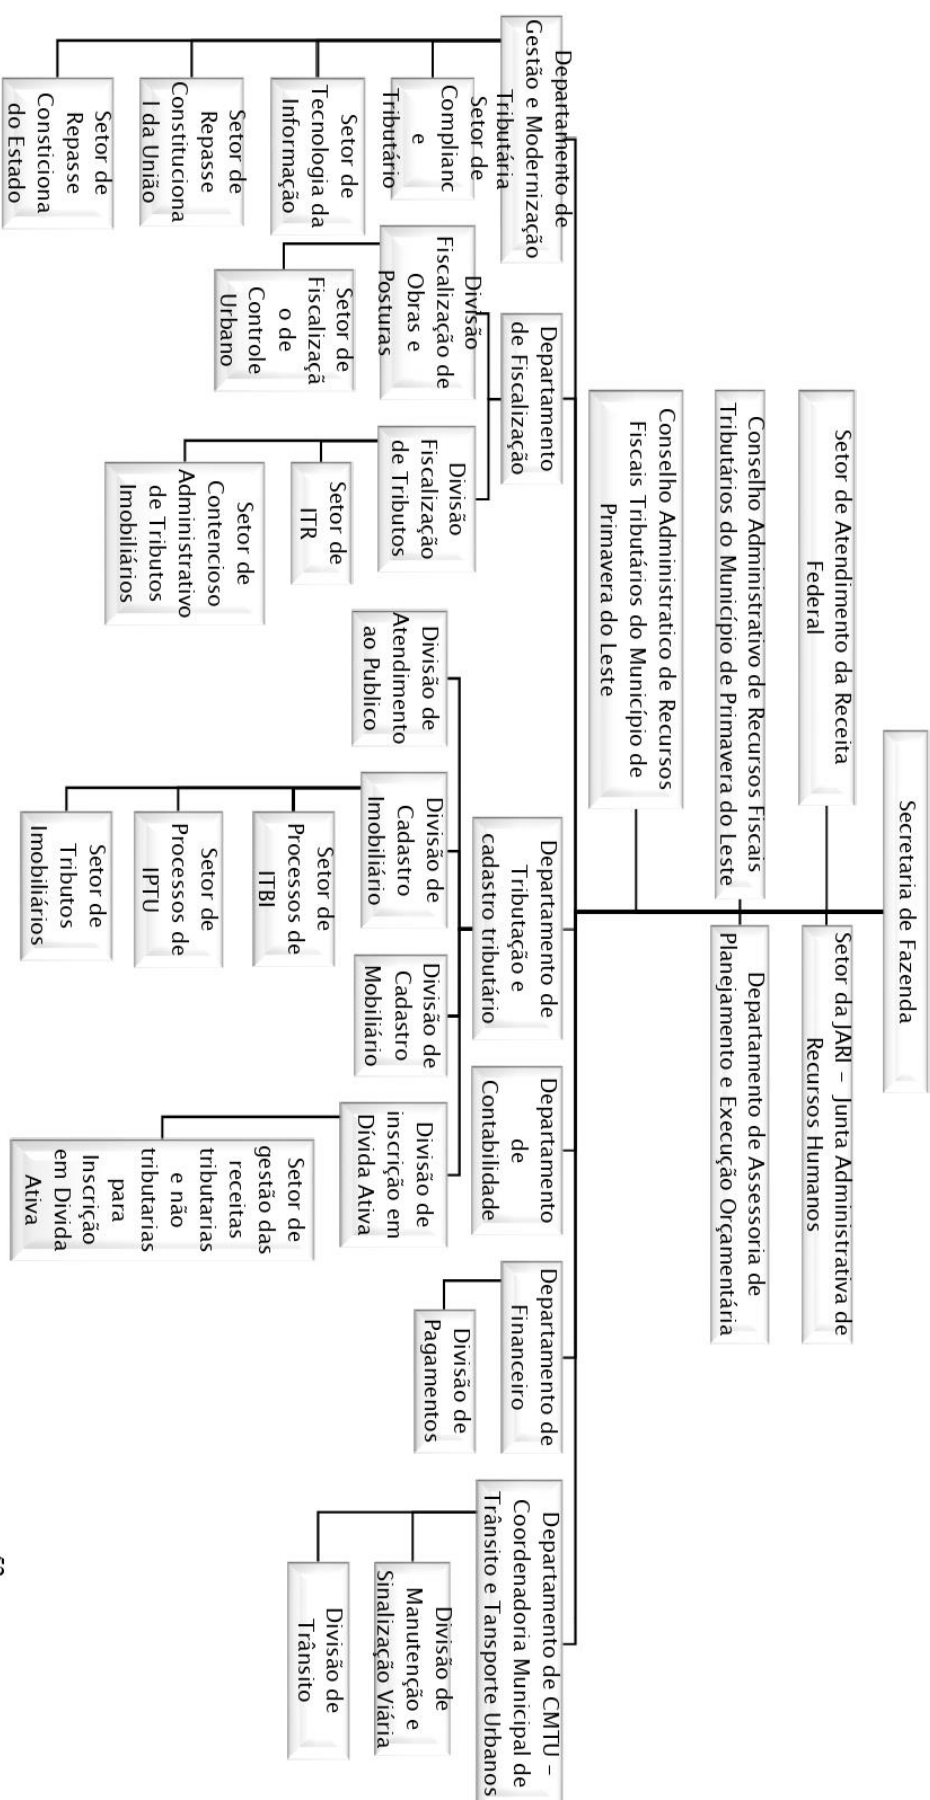 Secretaria de Fazenda
Setor de Atendimento da Receita
Federal
Setor da JARI – Junta Administrativa de
Recursos Humanos
Conselho Administrativo de Recursos Fiscais
Tributários do Município de Primavera do Leste
Departamento de Assessoria de
Planejamento e Execução Orçamentária
Conselho Administratico de Recursos
Fiscais Tributários do Município de
Primavera do Leste
Departamento de
Gestão e Modernização
Tributária
Setor de
Complianc
e
Tributário
Setor de
Tecnologia da
Informação
Setor de
Repasse
Constituciona
l da União
Setor de
Repasse
Consticiona
do Estado
Departamento
de Fiscalização
Divisão
Fiscalização de
Obras e
Posturas
Setor de
Fiscalizaçã
o de
Controle
Urbano
Divisão
Fiscalização
de Tributos
Setor de
ITR
Setor de
Contencioso
Administrativo
de Tributos
Imobiliários
Departamento de
Tributação e
cadastro tributário
Divisão de
Atendimento
ao Publico
Divisão de
Cadastro
Imobiliário
Setor de
Processos de
ITBI
Setor de
Processos de
IPTU
Setor de
Tributos
Imobiliários
Divisão de
Cadastro
Mobiliário
Divisão de
inscrição em
Dívida Ativa
Setor de
gestão das
receitas
tributarias
e não
tributarias
para
Inscrição
em Divida
Ativa
Departamento
de
Contabilidade
Departamento de
Financeiro
Divisão de
Pagamentos
Departamento de CMTU –
Coordenadoria Municipal de
Trânsito e Tansporte Urbanos
Divisão de
Manutenção e
Sinalização Viária
Divisão de
Trânsito